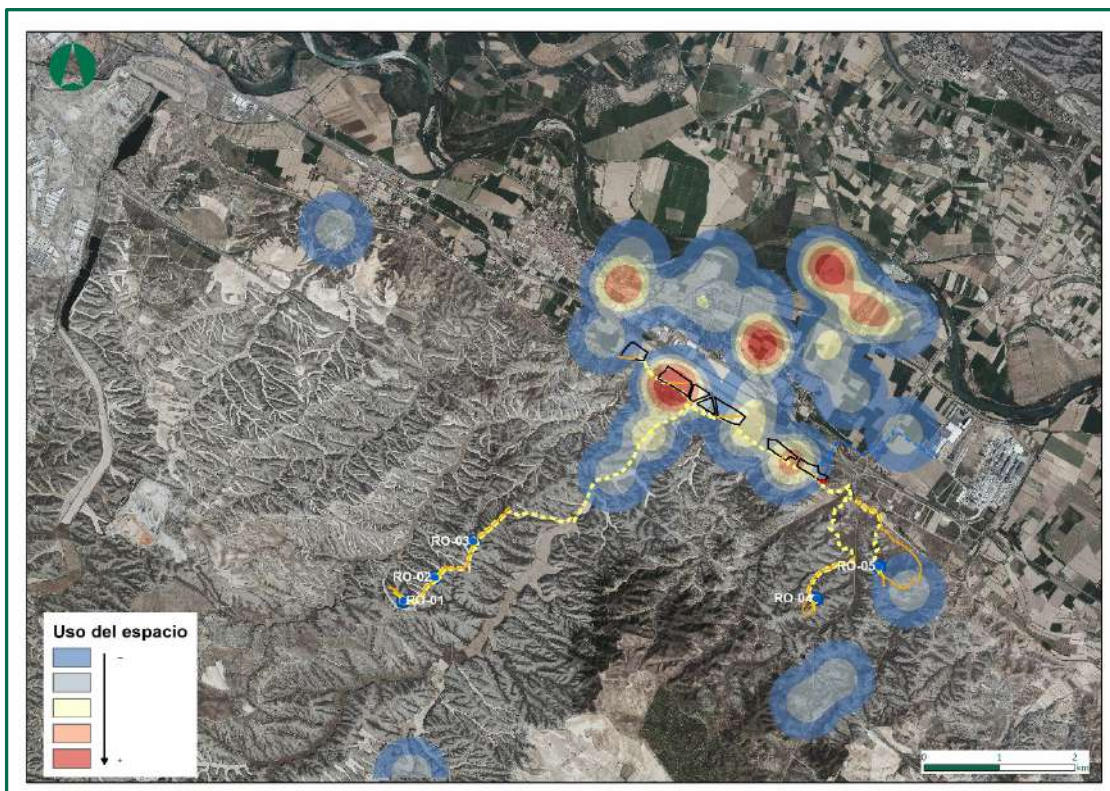 RO-03
RO-02
RO-01
RO-05
RO-04
Uso del espacio
–
+
0 1 2
km